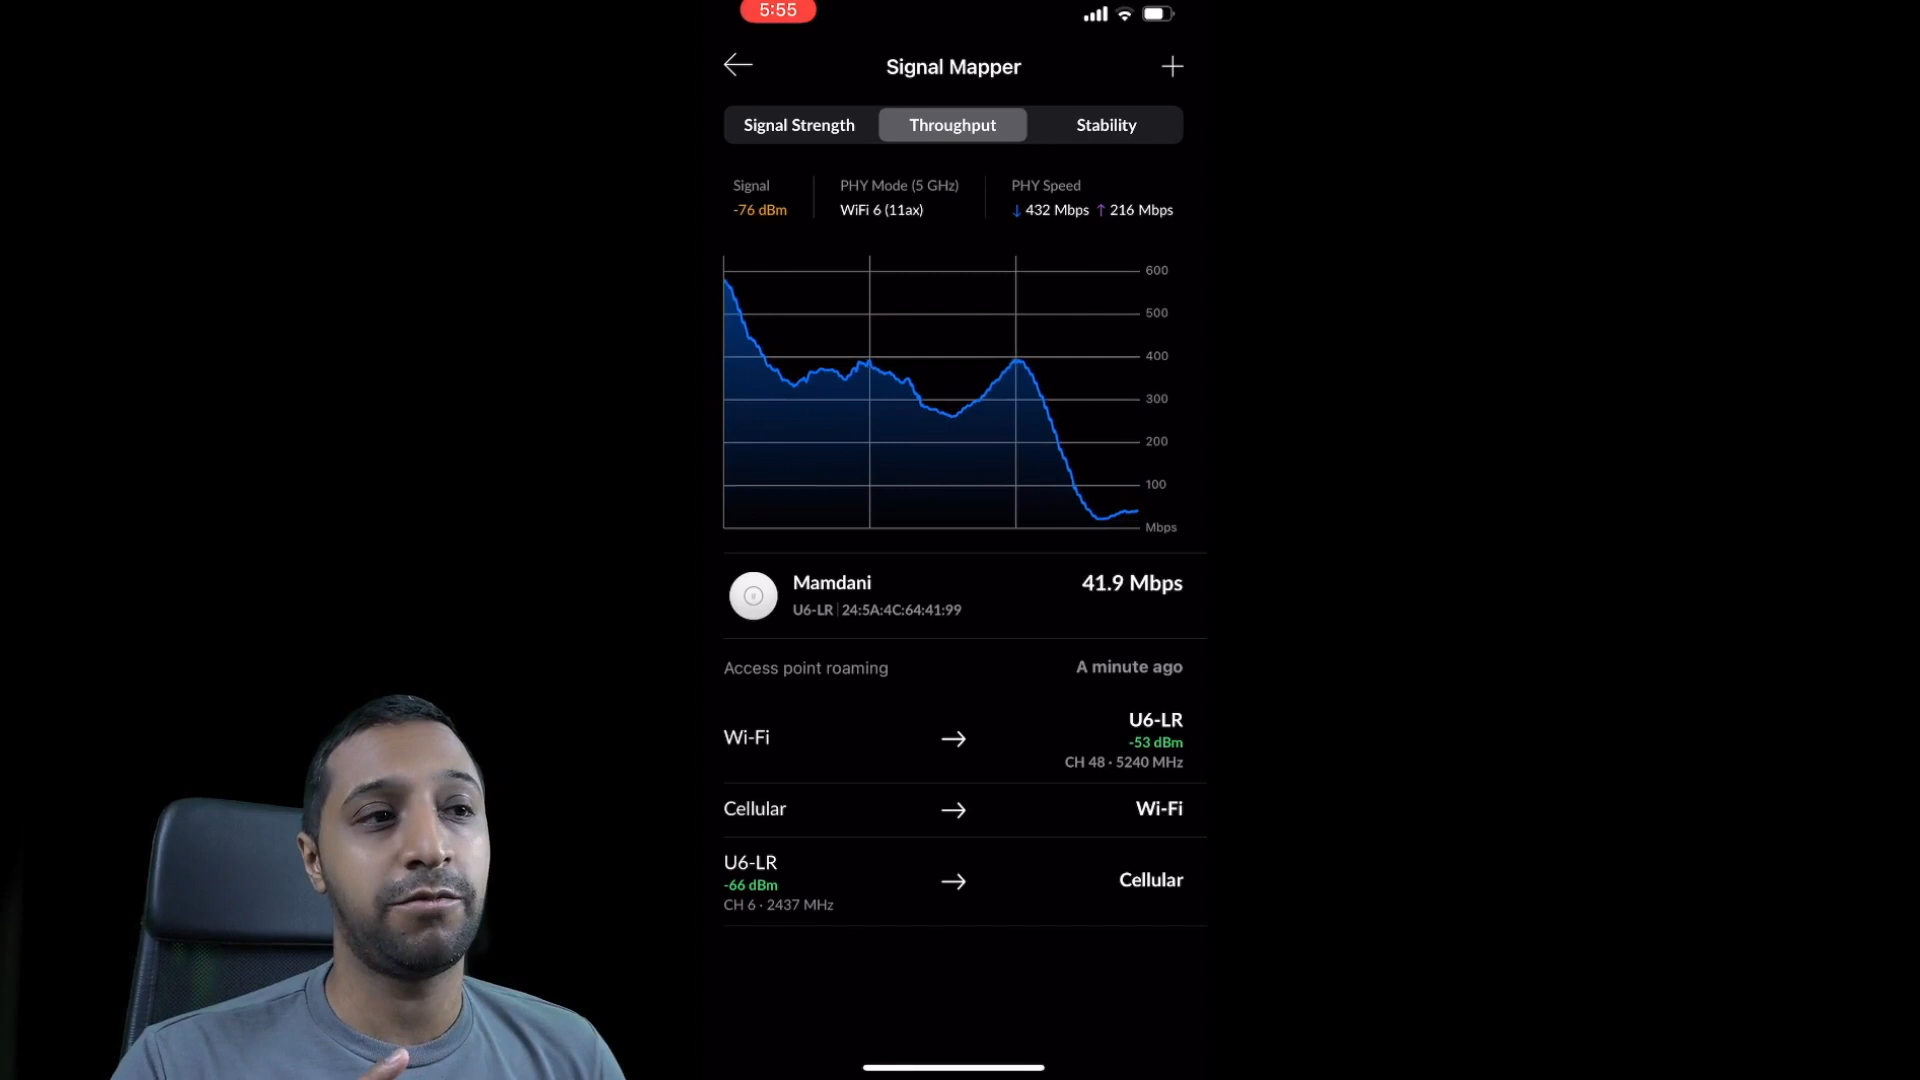 5:55
Signal Mapper
Signal Strength Throughput Stability
Signal PHY Mode (5 GHz) PHY Speed
-76 dBm WiFi 6 (11ax) ↓ 432 Mbps ↑ 216 Mbps
600
500
400
300
200
100
Mbps
Mamdani 41.9 Mbps
U6-LR | 24:5A:4C:64:41:99
Access point roaming A minute ago
Wi-Fi → U6-LR
-53 dBm
CH 48 · 5240 MHz
Cellular → Wi-Fi
U6-LR → Cellular
-66 dBm
CH 6 · 2437 MHz